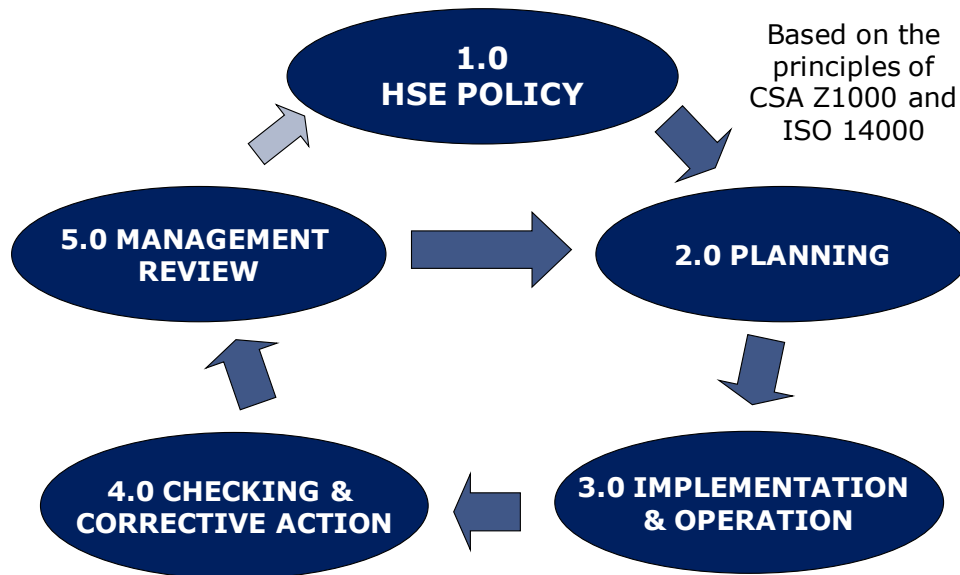 1.0
HSE POLICY
Based on the
principles of
CSA Z1000 and
ISO 14000
5.0 MANAGEMENT
REVIEW
2.0 PLANNING
4.0 CHECKING &
CORRECTIVE ACTION
3.0 IMPLEMENTATION
& OPERATION